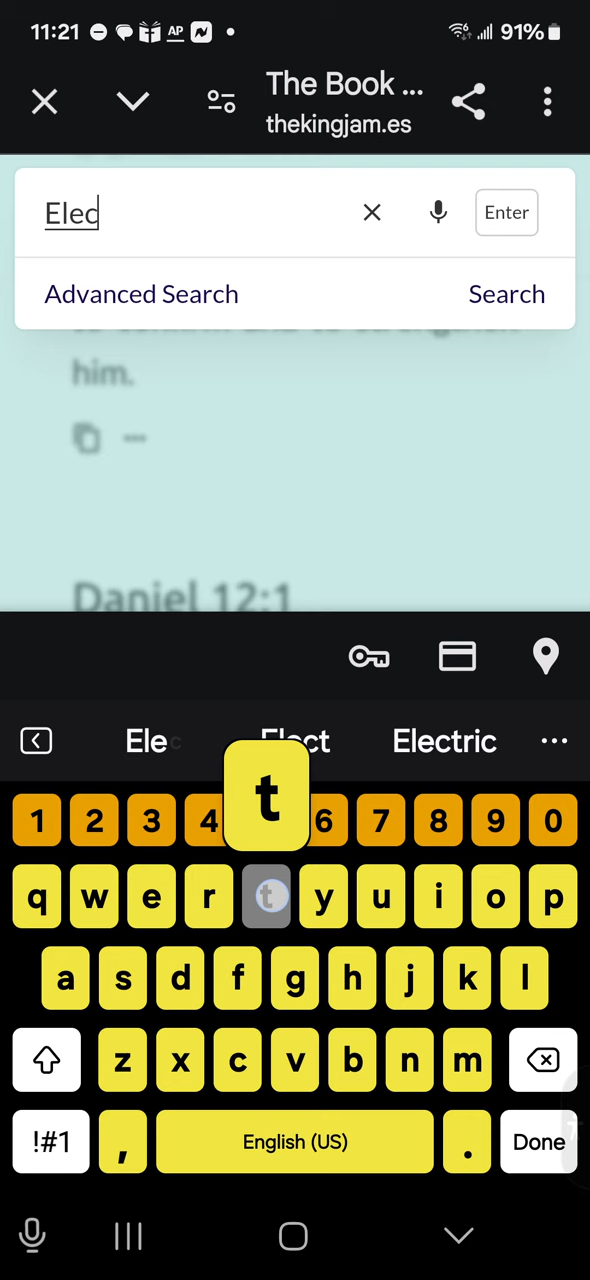 11:21 AP 91%
The Book ...
thekingjam.es
Elec Enter
Advanced Search Search
him.
Daniel 12:1
Elec Elect Electric
t
1 2 3 4 6 7 8 9 0
q w e r t y u i o p
a s d f g h j k l
z x c v b n m
!#1 , English (US) . Done